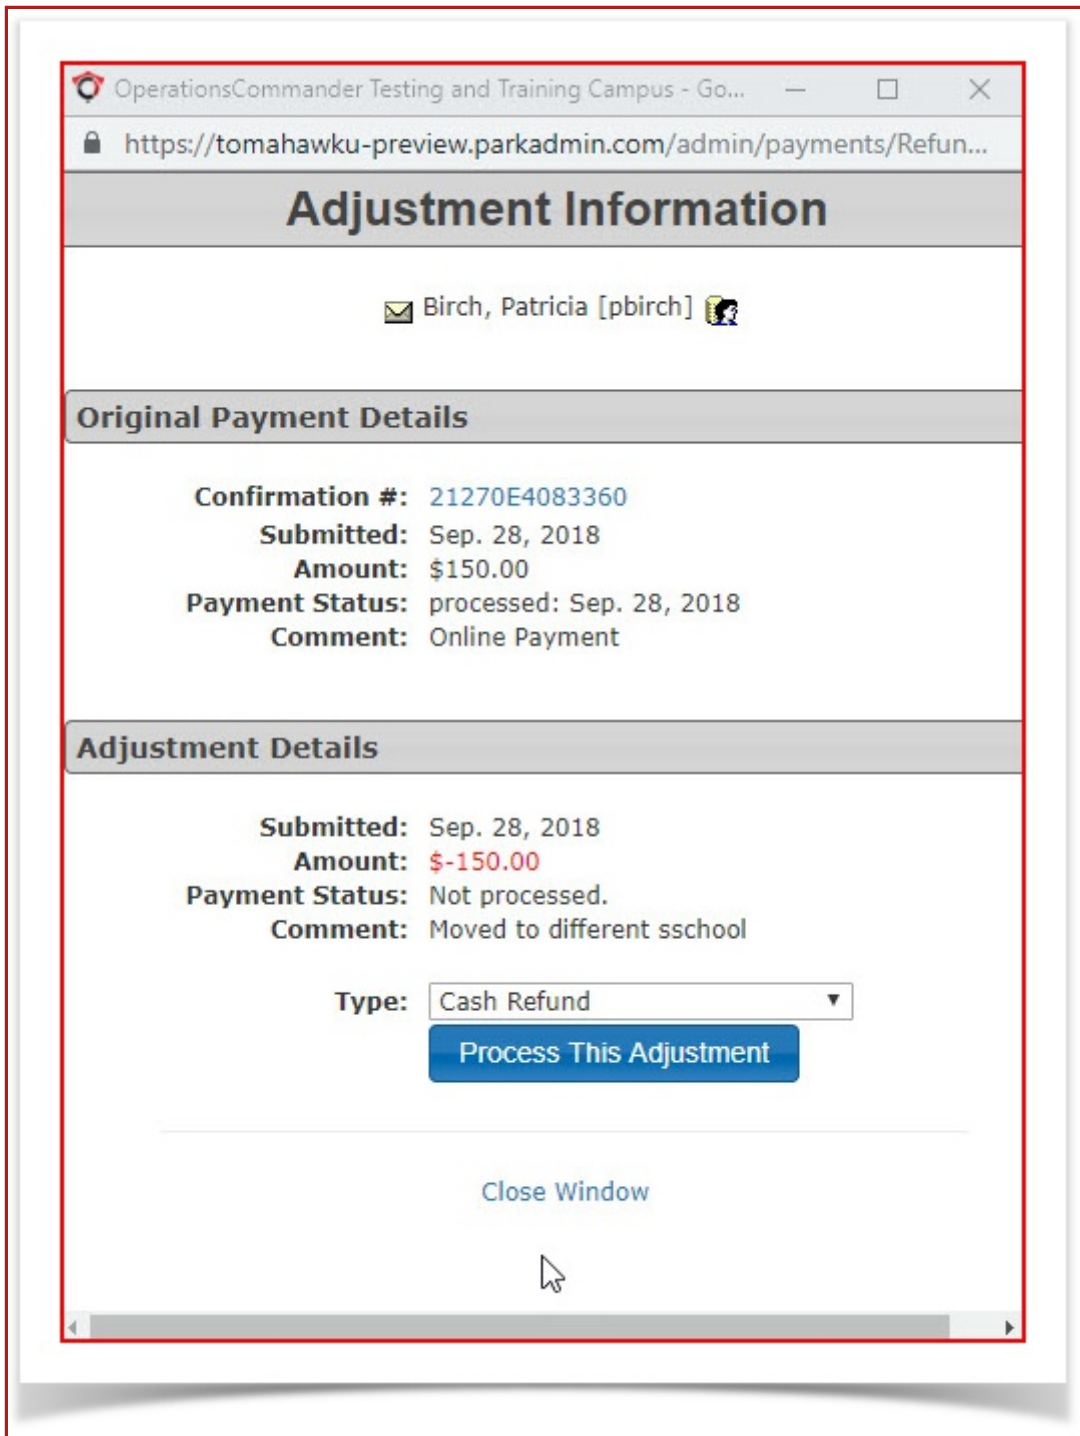 OperationsCommander Testing and Training Campus - Go...
https://tomahawku-preview.parkadmin.com/admin/payments/Refun...
Adjustment Information
Birch, Patricia [pbirch]
Original Payment Details
Confirmation #: 21270E4083360
Submitted: Sep. 28, 2018
Amount: $150.00
Payment Status: processed: Sep. 28, 2018
Comment: Online Payment
Adjustment Details
Submitted: Sep. 28, 2018
Amount: $-150.00
Payment Status: Not processed.
Comment: Moved to different sschool
Type: Cash Refund
Process This Adjustment
Close Window